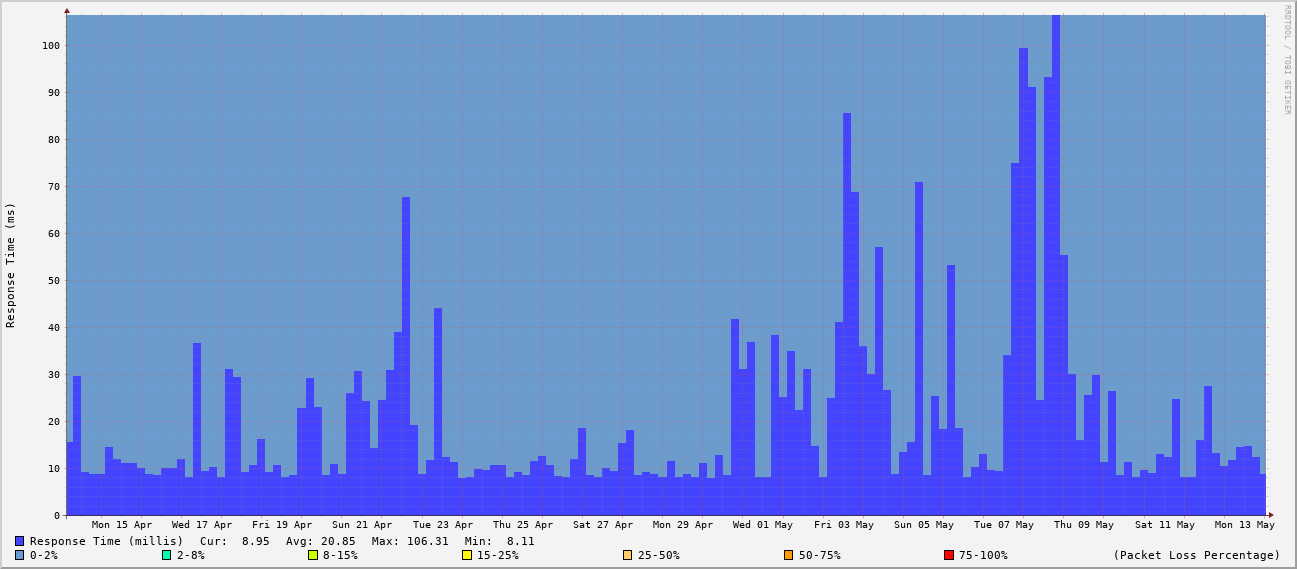 RRDTOOL / TOBI OETIKER
Response Time (ms)
100
90
80
70
60
50
40
30
20
10
0
Mon 15 Apr Wed 17 Apr Fri 19 Apr Sun 21 Apr Tue 23 Apr Thu 25 Apr Sat 27 Apr Mon 29 Apr Wed 01 May Fri 03 May Sun 05 May Tue 07 May Thu 09 May Sat 11 May Mon 13 May
Response Time (millis) Cur: 8.95 Avg: 20.85 Max: 106.31 Min: 8.11
0-2% 2-8% 8-15% 15-25% 25-50% 50-75% 75-100% (Packet Loss Percentage)